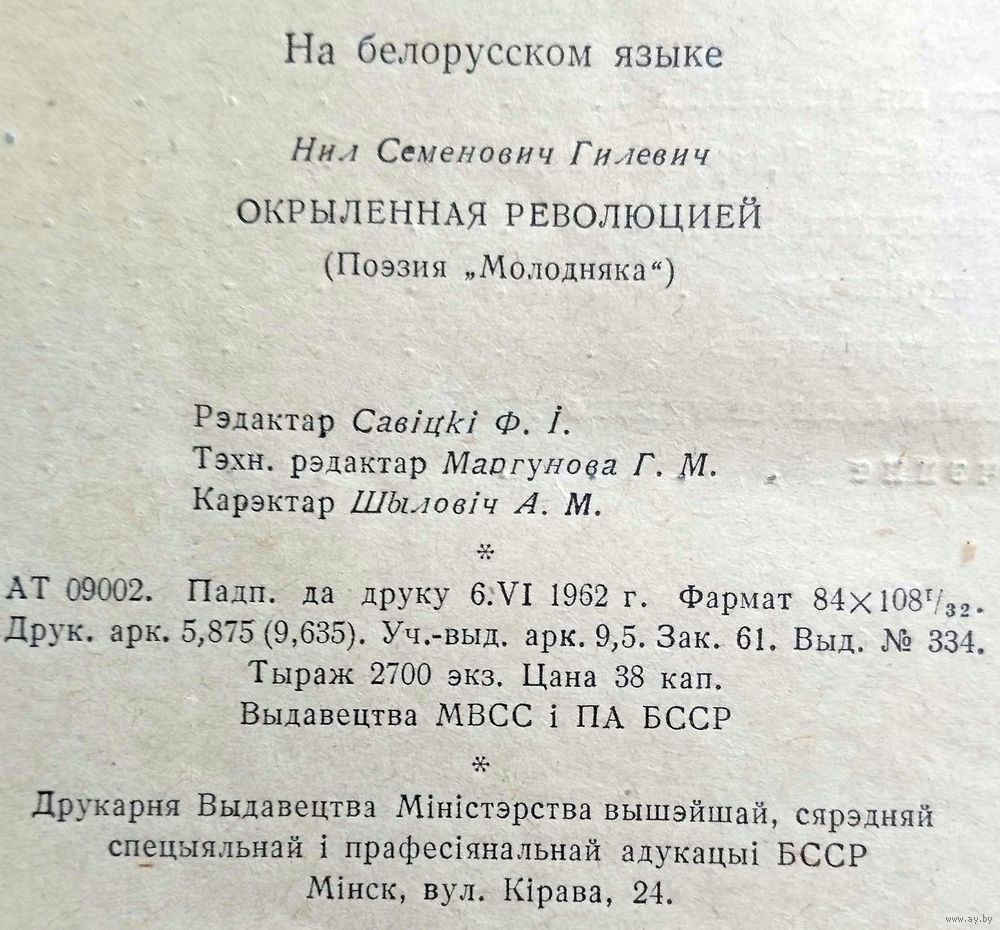 На белорусском языке
Нил Семенович Гилевич
ОКРЫЛЕННАЯ РЕВОЛЮЦИЕЙ
(Поэзия „Молодняка“)
Рэдактар Савіцкі Ф. І.
Тэхн. рэдактар Маргунова Г. М.
Карэктар Шыловіч А. М.
*
АТ 09002. Падп. да друку 6.VI 1962 г. Фармат 84×108¹/₃₂.
Друк. арк. 5,875 (9,635). Уч.-выд. арк. 9,5. Зак. 61. Выд. № 334.
Тыраж 2700 экз. Цана 38 кап.
Выдавецтва МВСС і ПА БССР
*
Друкарня Выдавецтва Міністэрства вышэйшай, сярэдняй
спецыяльнай і прафесіянальнай адукацыі БССР
Мінск, вул. Кірава, 24.
www.ay.by